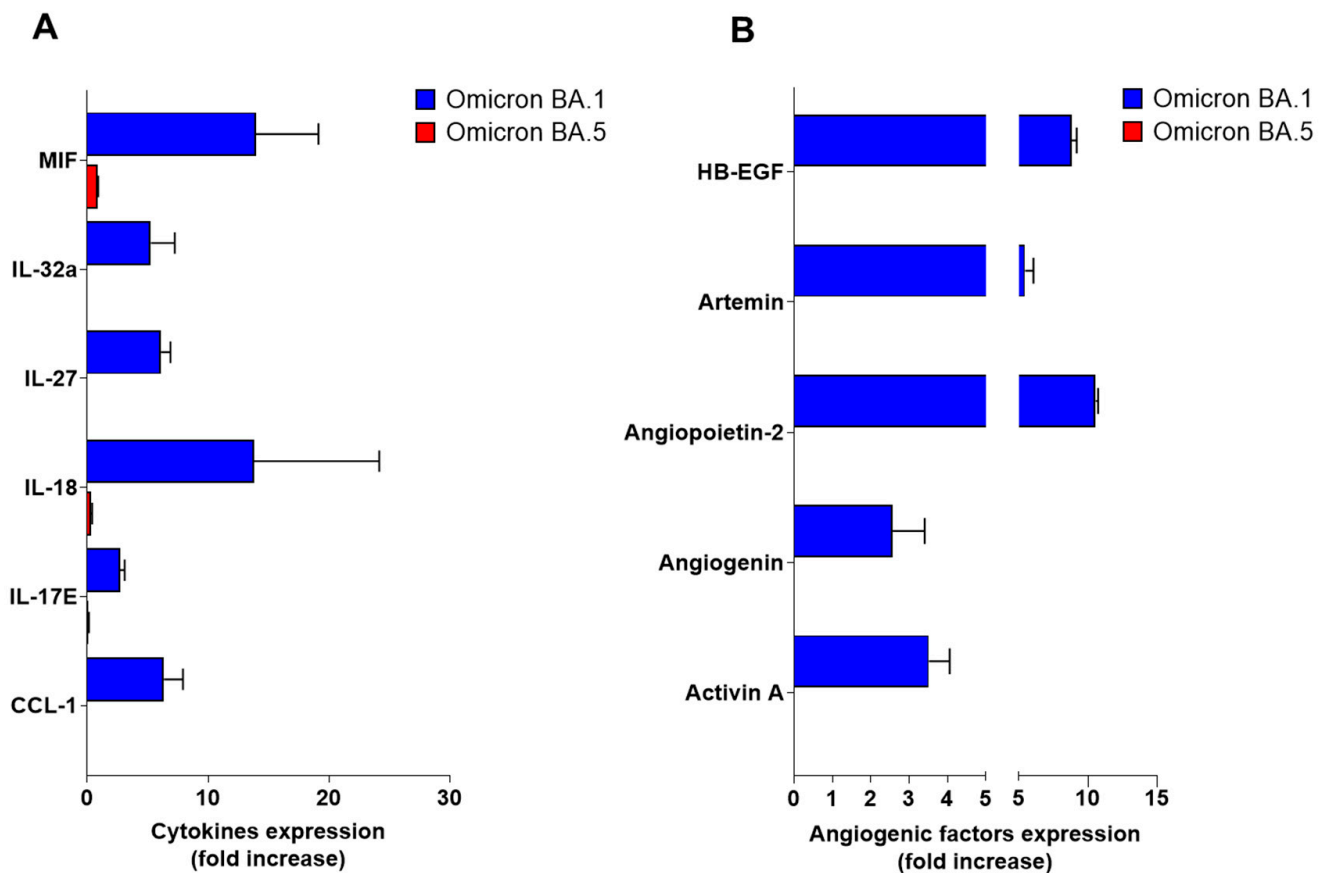 A
Omicron BA.1
Omicron BA.5
MIF
IL-32a
IL-27
IL-18
IL-17E
CCL-1
0 10 20 30
Cytokines expression
(fold increase)
B
Omicron BA.1
Omicron BA.5
HB-EGF
Artemin
Angiopoietin-2
Angiogenin
Activin A
0 1 2 3 4 5 5 10 15
Angiogenic factors expression
(fold increase)